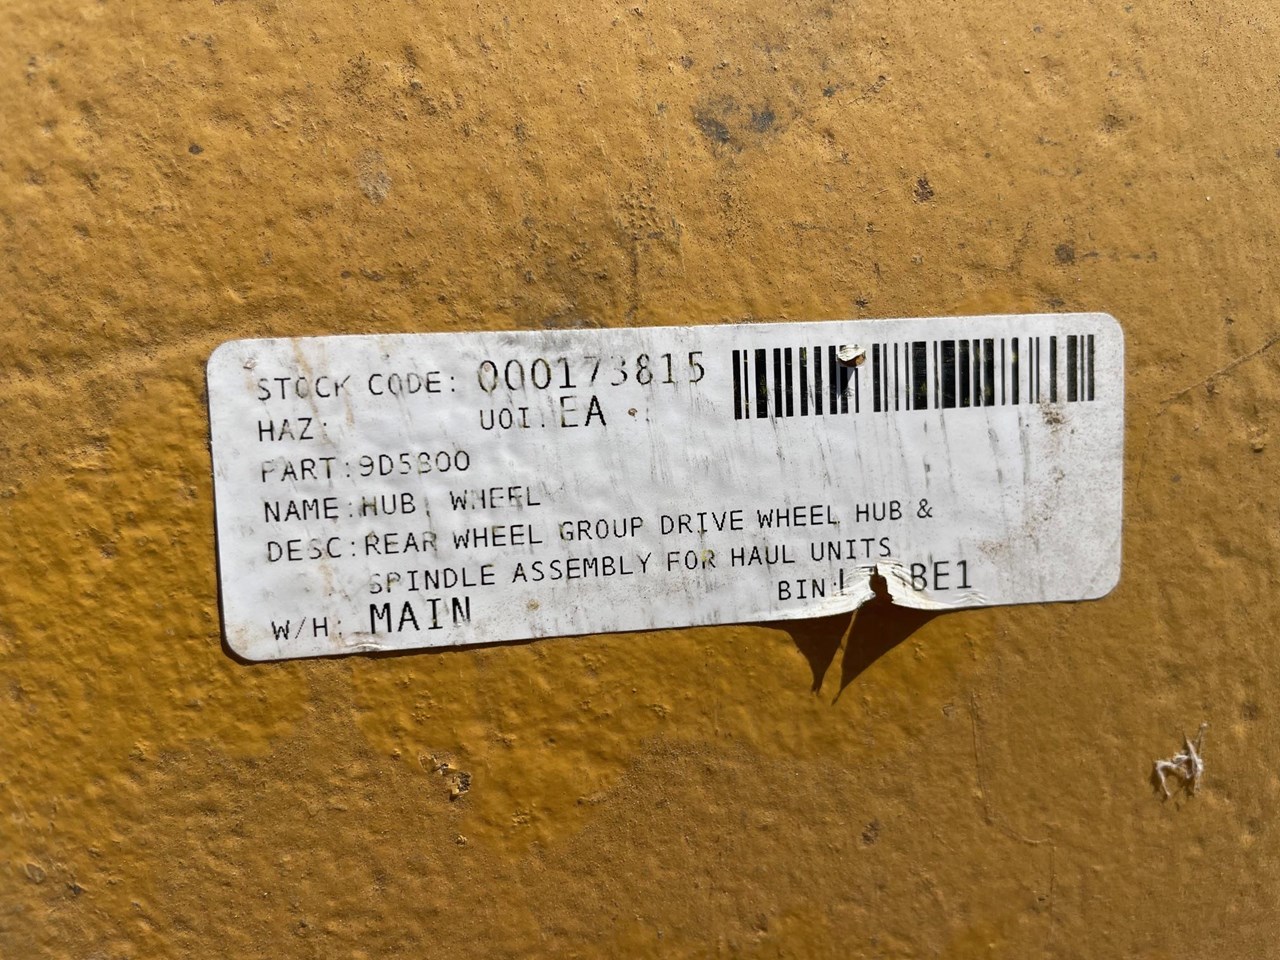 STOCK CODE: 000173815
HAZ: UOI: EA
PART:9D5800
NAME:HUB, WHEEL
DESC:REAR WHEEL GROUP DRIVE WHEEL HUB &
SPINDLE ASSEMBLY FOR HAUL UNITS
W/H: MAIN BIN: